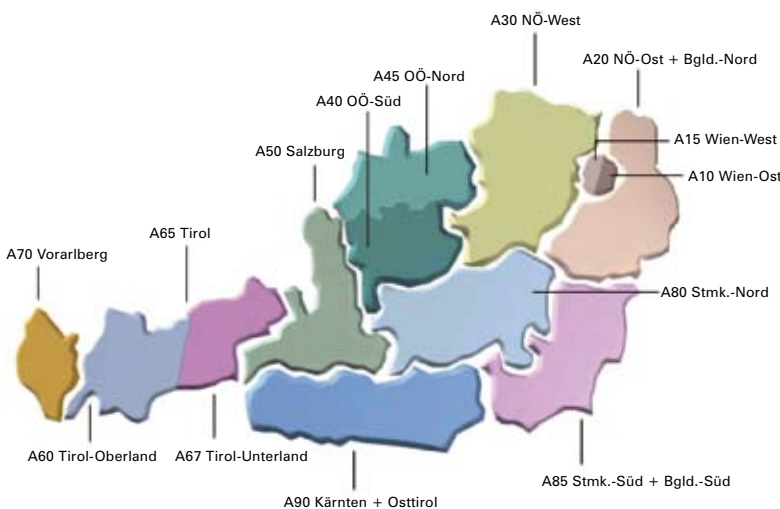 A30 NÖ-West
A20 NÖ-Ost + Bgld.-Nord
A45 OÖ-Nord
A40 OÖ-Süd
A15 Wien-West
A50 Salzburg
A10 Wien-Ost
A65 Tirol
A70 Vorarlberg
A80 Stmk.-Nord
A60 Tirol-Oberland
A67 Tirol-Unterland
A85 Stmk.-Süd + Bgld.-Süd
A90 Kärnten + Osttirol